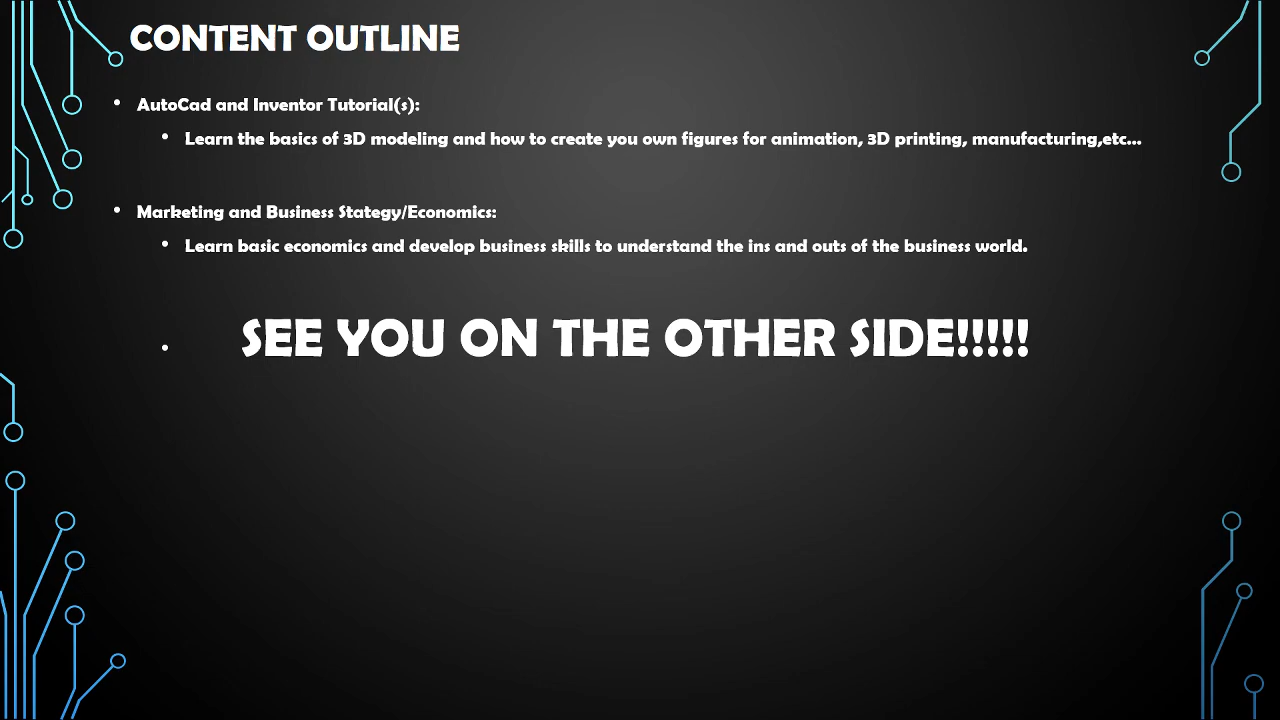 CONTENT OUTLINE
• AutoCad and Inventor Tutorial(s):
• Learn the basics of 3D modeling and how to create you own figures for animation, 3D printing, manufacturing,etc...
• Marketing and Business Stategy/Economics:
• Learn basic economics and develop business skills to understand the ins and outs of the business world.
• SEE YOU ON THE OTHER SIDE!!!!!